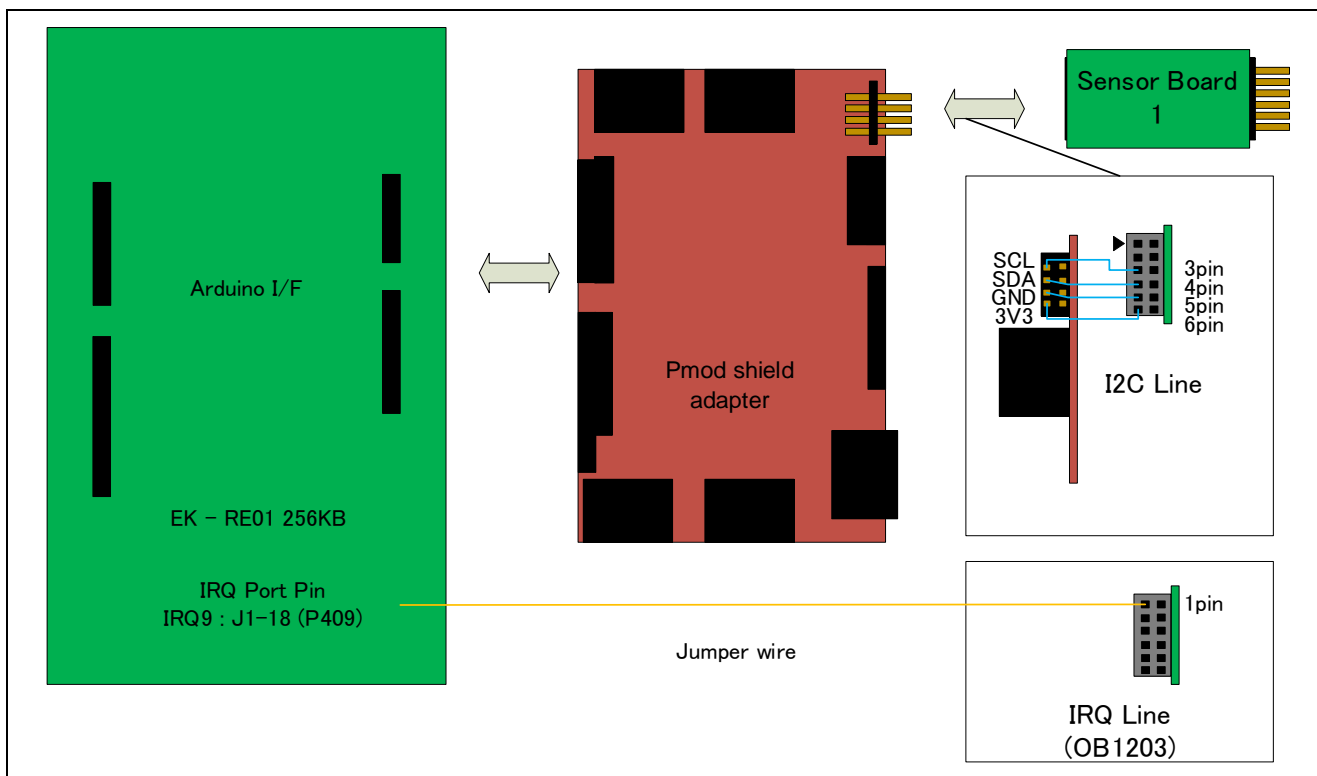 Arduino I/F
EK - RE01 256KB
IRQ Port Pin
IRQ9 : J1-18 (P409)
Pmod shield
adapter
Jumper wire
Sensor Board
1
SCL
SDA
GND
3V3
3pin
4pin
5pin
6pin
I2C Line
1pin
IRQ Line
(OB1203)